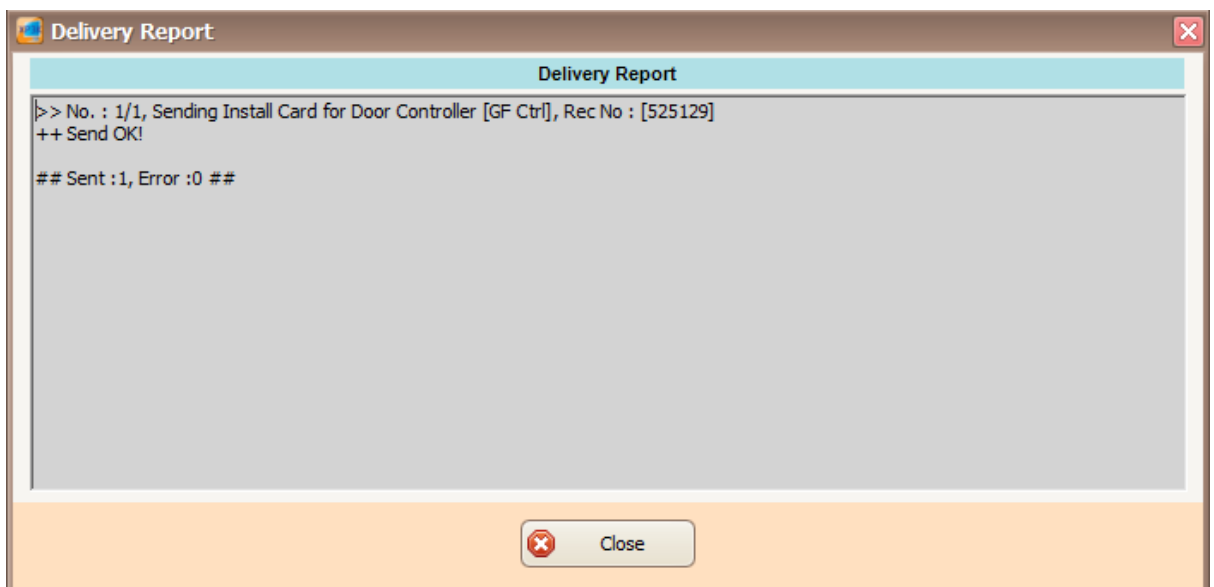 Delivery Report
Delivery Report
>> No. : 1/1, Sending Install Card for Door Controller [GF Ctrl], Rec No : [525129]
++ Send OK!
## Sent :1, Error :0 ##
Close